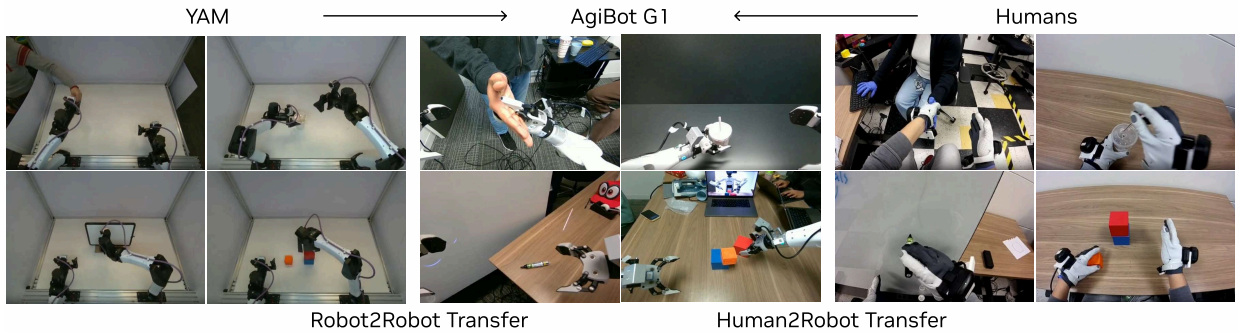 YAM
AgiBot G1
Humans
Robot2Robot Transfer
Human2Robot Transfer